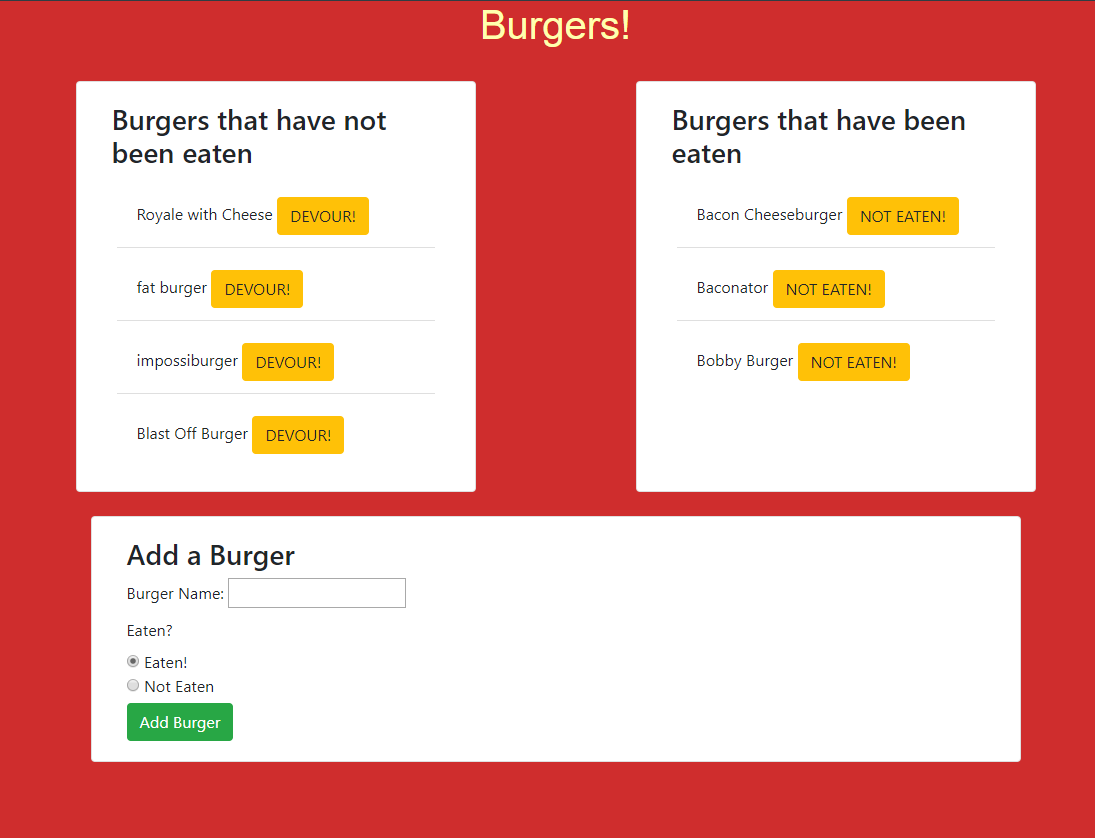 Burgers!
Burgers that have not
been eaten
Royale with Cheese DEVOUR!
fat burger DEVOUR!
impossiburger DEVOUR!
Blast Off Burger DEVOUR!
Burgers that have been
eaten
Bacon Cheeseburger NOT EATEN!
Baconator NOT EATEN!
Bobby Burger NOT EATEN!
Add a Burger
Burger Name:
Eaten?
Eaten!
Not Eaten
Add Burger